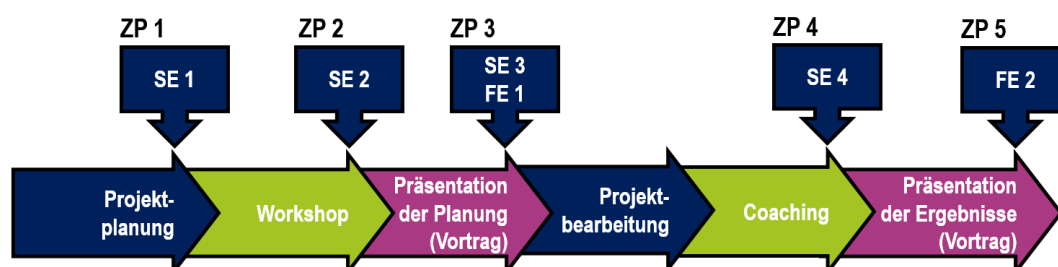 ZP 1
ZP 2
ZP 3
ZP 4
ZP 5
SE 1
SE 2
SE 3
FE 1
SE 4
FE 2
Projekt-
planung
Workshop
Präsentation
der Planung
(Vortrag)
Projekt-
bearbeitung
Coaching
Präsentation
der Ergebnisse
(Vortrag)